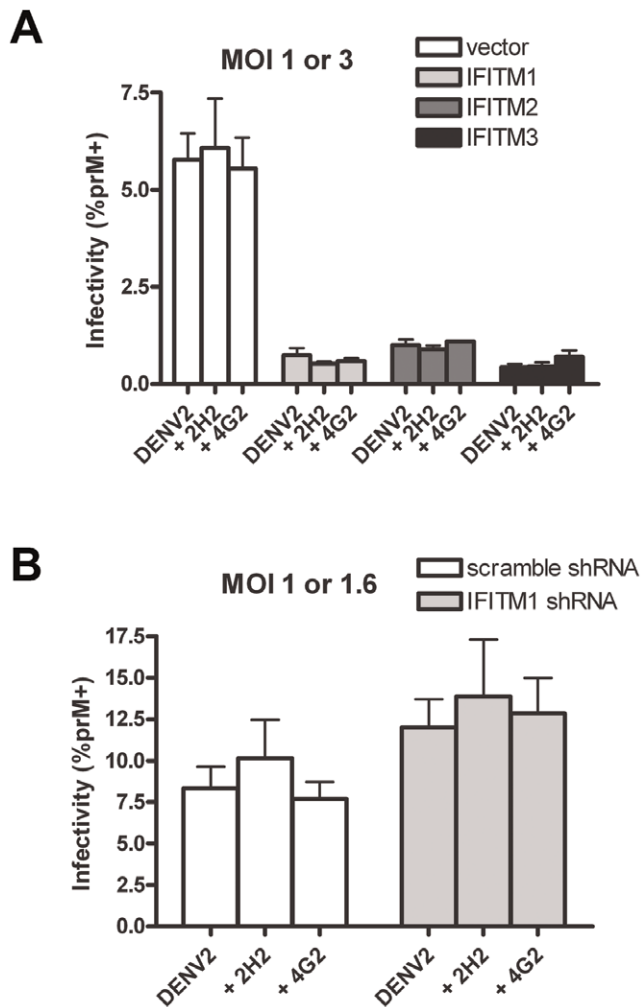 A
MOI 1 or 3
vector
IFITM1
IFITM2
IFITM3
Infectivity (%prM+)
7.5
5.0
2.5
0.0
DENV2
+ 2H2
+ 4G2
DENV2
+ 2H2
+ 4G2
DENV2
+ 2H2
+ 4G2
DENV2
+ 2H2
+ 4G2
B
MOI 1 or 1.6
scramble shRNA
IFITM1 shRNA
Infectivity (%prM+)
17.5
15.0
12.5
10.0
7.5
5.0
2.5
0.0
DENV2
+ 2H2
+ 4G2
DENV2
+ 2H2
+ 4G2